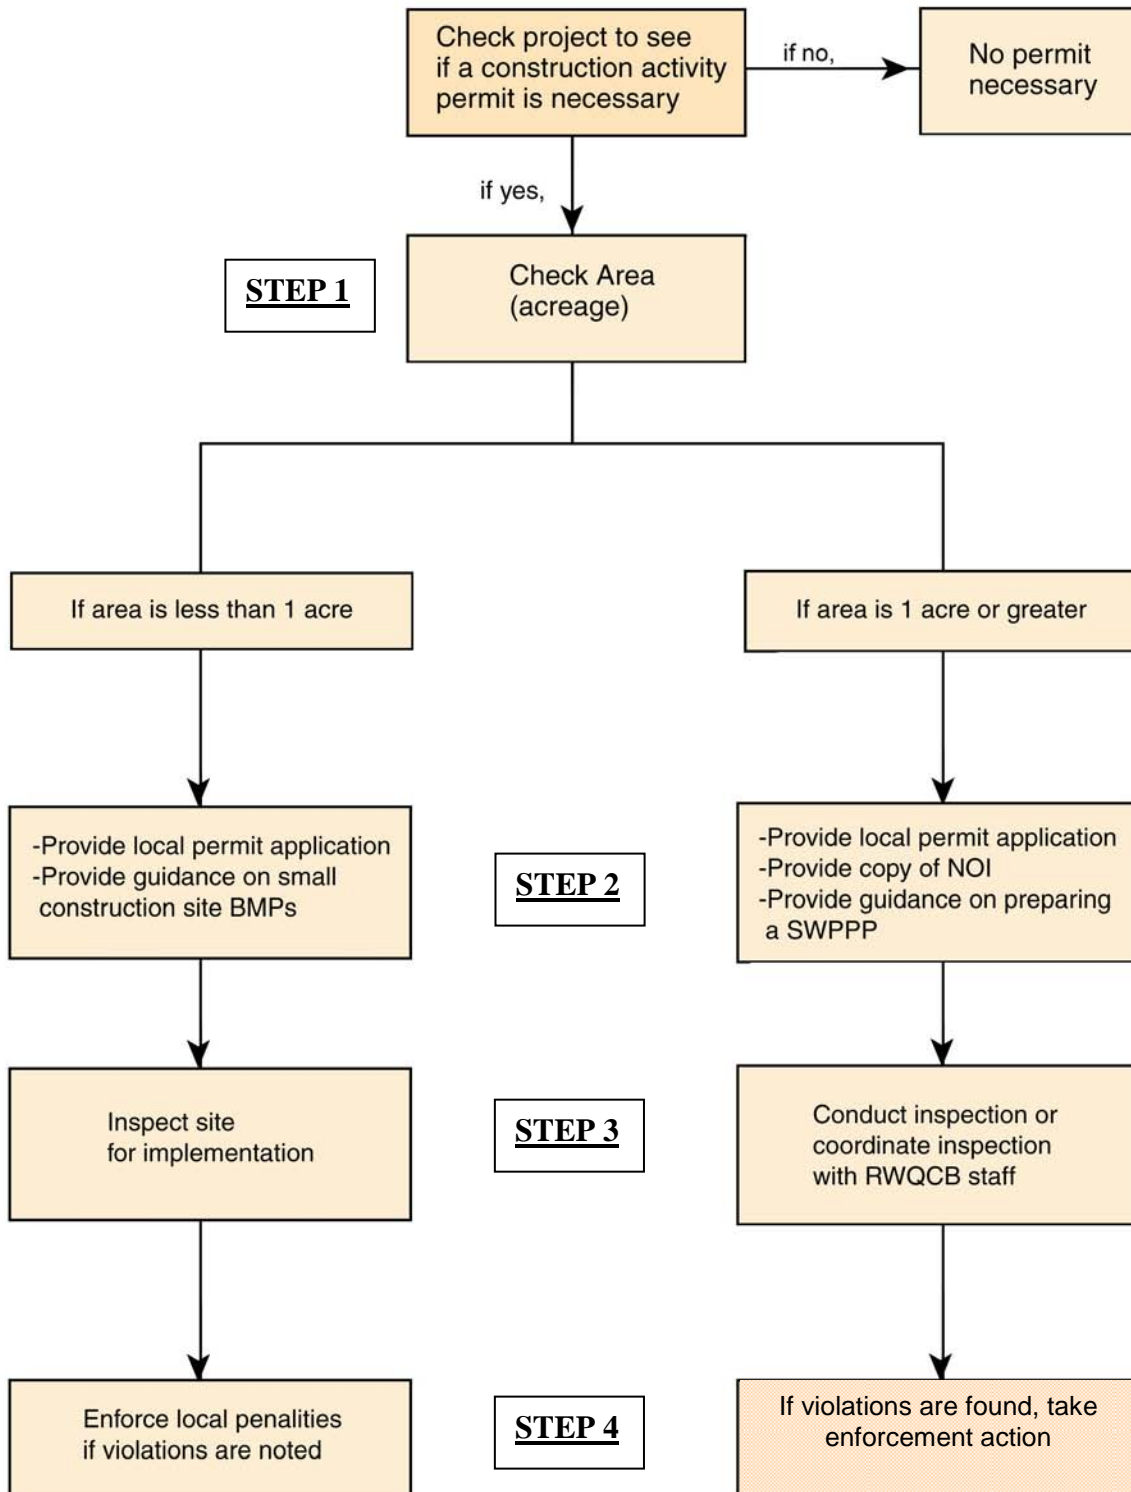 Check project to see
if a construction activity
permit is necessary
if no,
No permit
necessary
if yes,
STEP 1
Check Area
(acreage)
If area is less than 1 acre
If area is 1 acre or greater
-Provide local permit application
-Provide guidance on small
construction site BMPs
STEP 2
-Provide local permit application
-Provide copy of NOI
-Provide guidance on preparing
a SWPPP
Inspect site
for implementation
STEP 3
Conduct inspection or
coordinate inspection
with RWQCB staff
Enforce local penalities
if violations are noted
STEP 4
If violations are found, take
enforcement action